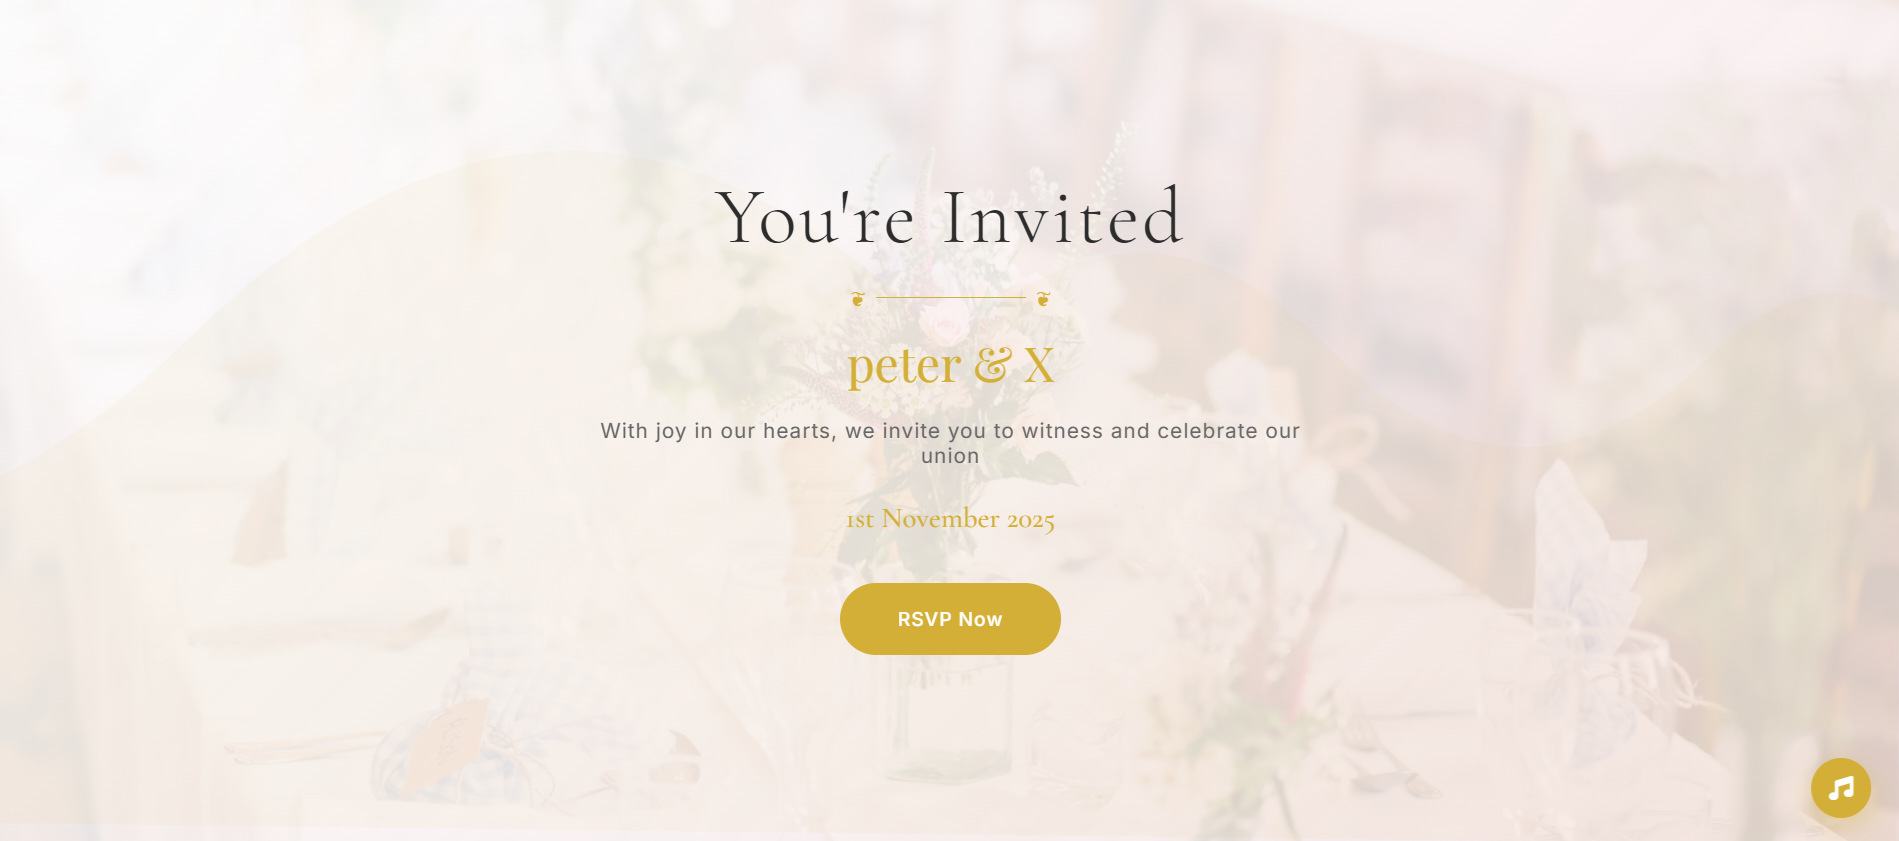 You're Invited
peter & X
With joy in our hearts, we invite you to witness and celebrate our
union
1st November 2025
RSVP Now